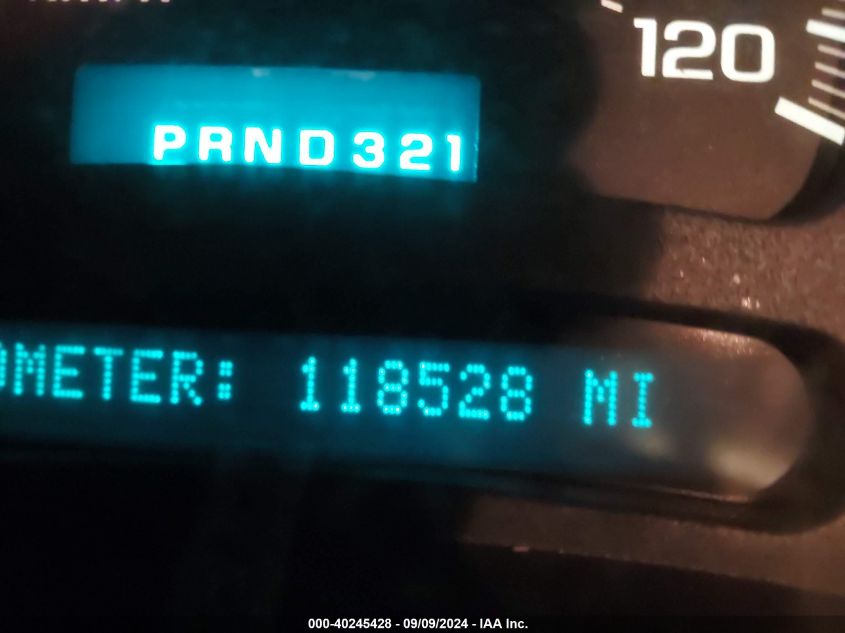 120
PRND321
OMETER: 118528 MI
000-40245428 - 09/09/2024 - IAA Inc.